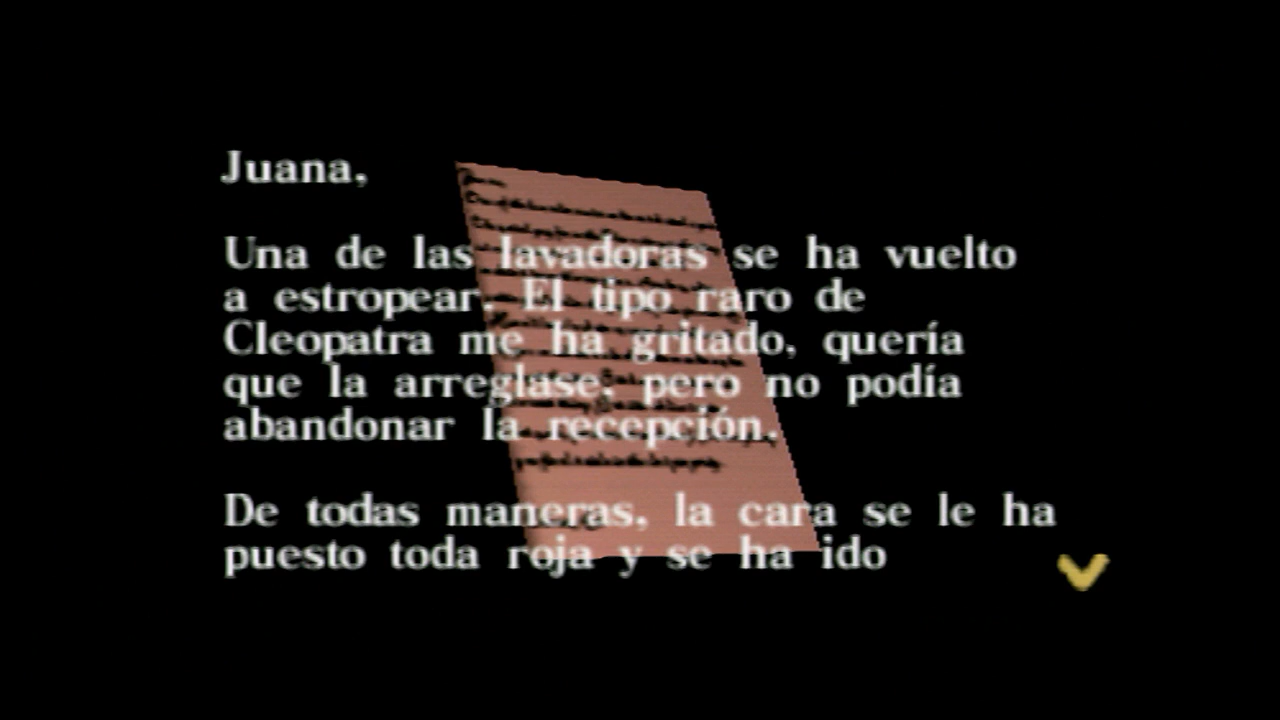 Juana,
Una de las lavadoras se ha vuelto
a estropear. El tipo raro de
Cleopatra me ha gritado, quería
que la arreglase, pero no podía
abandonar la recepción.
De todas maneras, la cara se le ha
puesto toda roja y se ha ido